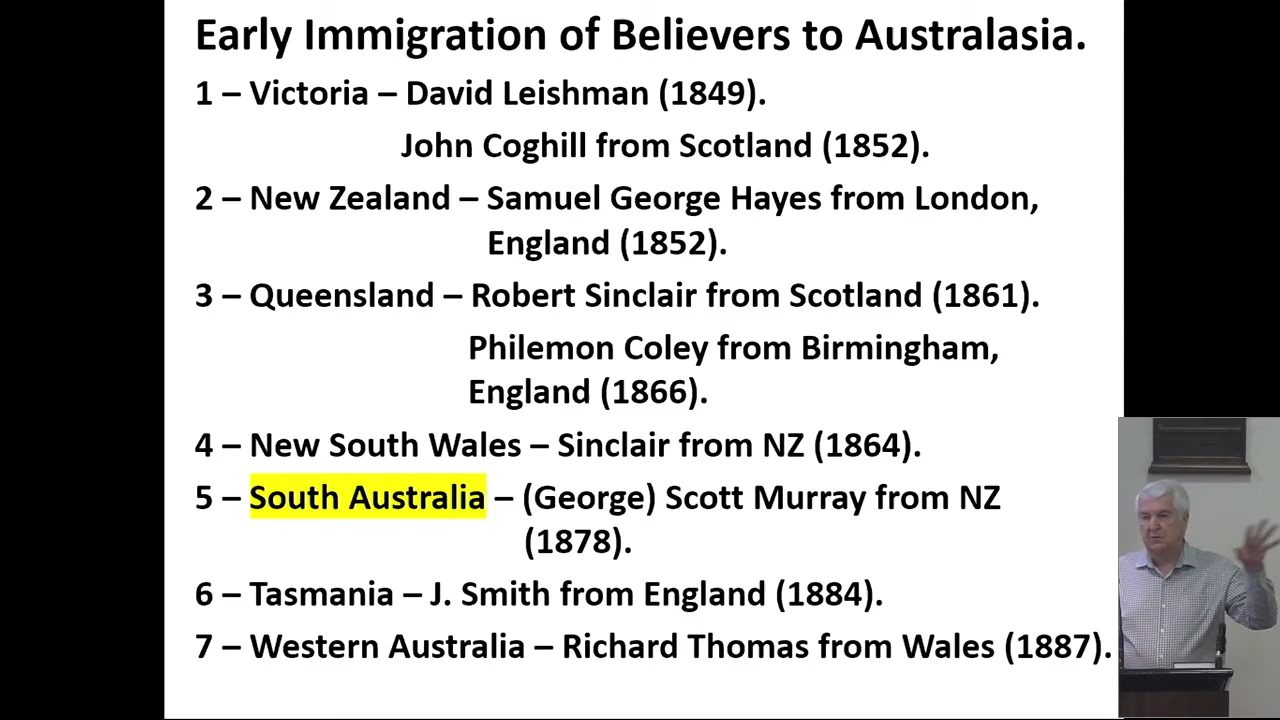 Early Immigration of Believers to Australasia.
1 – Victoria – David Leishman (1849).
John Coghill from Scotland (1852).
2 – New Zealand – Samuel George Hayes from London,
England (1852).
3 – Queensland – Robert Sinclair from Scotland (1861).
Philemon Coley from Birmingham,
England (1866).
4 – New South Wales – Sinclair from NZ (1864).
5 – South Australia – (George) Scott Murray from NZ
(1878).
6 – Tasmania – J. Smith from England (1884).
7 – Western Australia – Richard Thomas from Wales (1887).